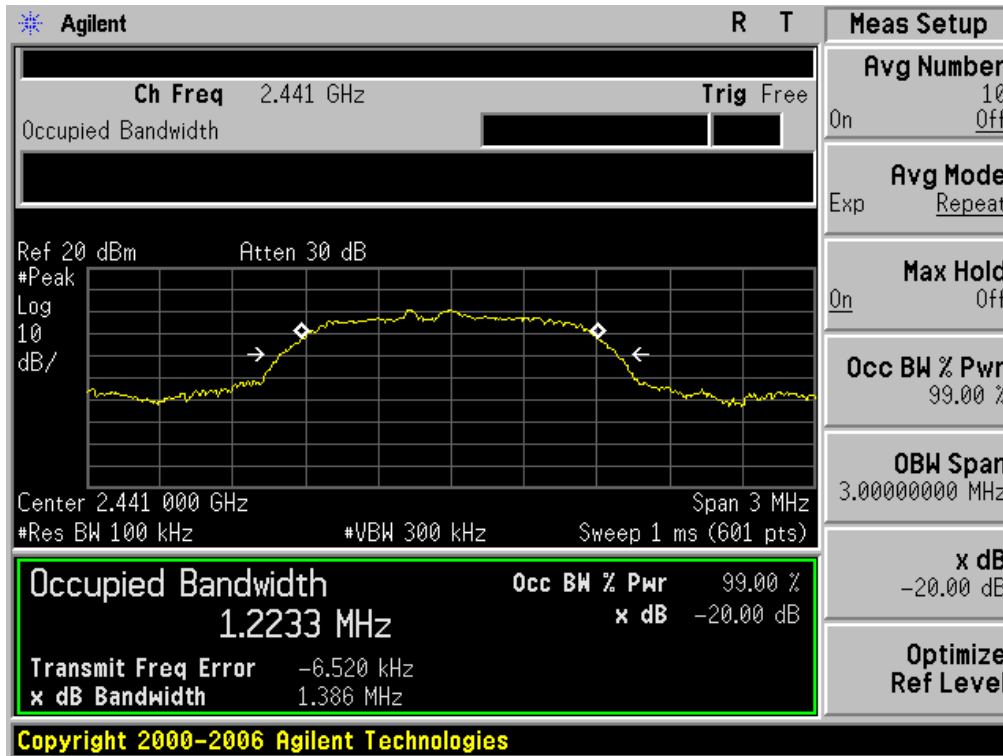 Agilent R T
Ch Freq 2.441 GHz Trig Free
Occupied Bandwidth
Ref 20 dBm Atten 30 dB
#Peak
Log
10
dB/
Center 2.441 000 GHz Span 3 MHz
#Res BW 100 kHz #VBW 300 kHz Sweep 1 ms (601 pts)
Occupied Bandwidth
1.2233 MHz
Occ BW % Pwr 99.00 %
x dB -20.00 dB
Transmit Freq Error -6.520 kHz
x dB Bandwidth 1.386 MHz
Copyright 2000-2006 Agilent Technologies
Meas Setup
Avg Number
10
On Off
Avg Mode
Exp Repeat
Max Hold
On Off
Occ BW % Pwr
99.00 %
OBW Span
3.00000000 MHz
x dB
-20.00 dB
Optimize
Ref Level